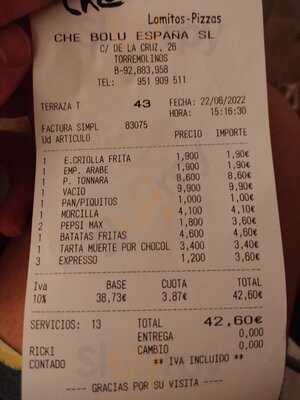 Che
Lomitos-Pizzas
CHE BOLU ESPAÑA SL
C/ DE LA CRUZ, 26
TORREMOLINOS
B-92,883,958
TEL: 951 909 511
TERRAZA T 43 FECHA: 22/06/2022
HORA: 15:16:30
FACTURA SIMPL 83075
Ud ARTICULO PRECIO IMPORTE
1 E.CRIOLLA FRITA 1,900 1,90€
1 EMP. ARABE 1,900 1,90€
1 P. TONNARA 8,600 8,60€
1 VACIO 9,900 9,90€
1 PAN/PIQUITOS 1,000 1,00€
1 MORCILLA 4,100 4,10€
2 PEPSI MAX 1,800 3,60€
1 BATATAS FRITAS 4,600 4,60€
1 TARTA MUERTE POR CHOCOL 3,400 3,40€
3 EXPRESSO 1,200 3,60€
Iva BASE CUOTA TOTAL
10% 38,73€ 3,87€ 42,60€
SERVICIOS: 13 TOTAL 42,60€
ENTREGA 0,000
RICKI CAMBIO 0,000
CONTADO ** IVA INCLUIDO **
---- GRACIAS POR SU VISITA ----